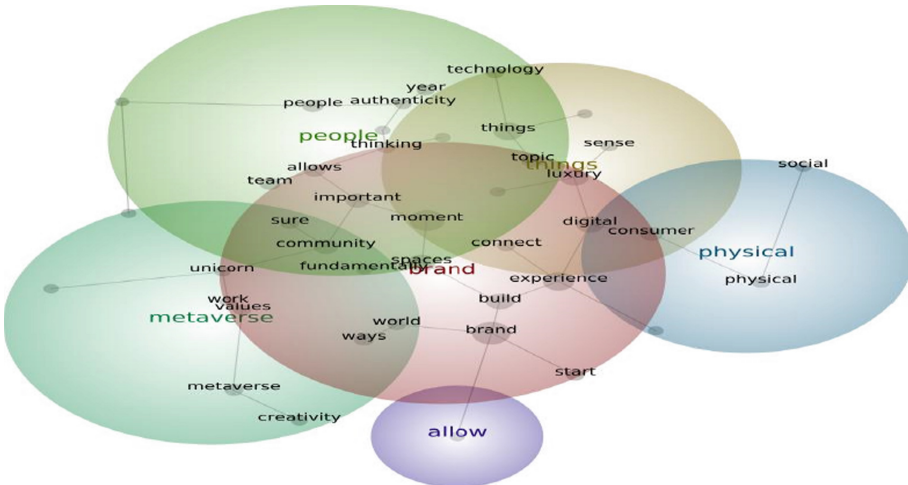 technology
year
people authenticity
people
things
thinking
sense
topic
things
luxury
social
allows
team
important
sure
moment
digital
consumer
community
connect
physical
spaces
fundamentally
brand
unicorn
experience
physical
work
values
build
metaverse
world
brand
ways
start
metaverse
creativity
allow